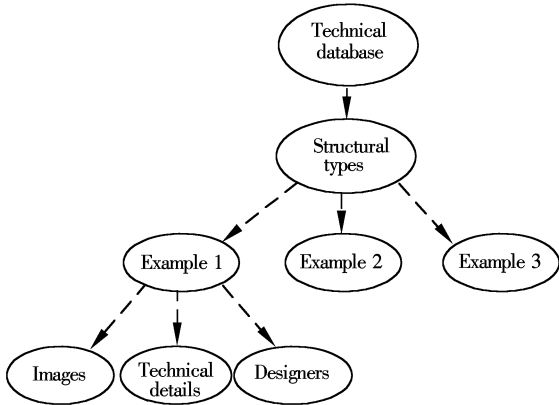 Technical
database
Structural
types
Example 1
Example 2
Example 3
Images
Technical
details
Designers